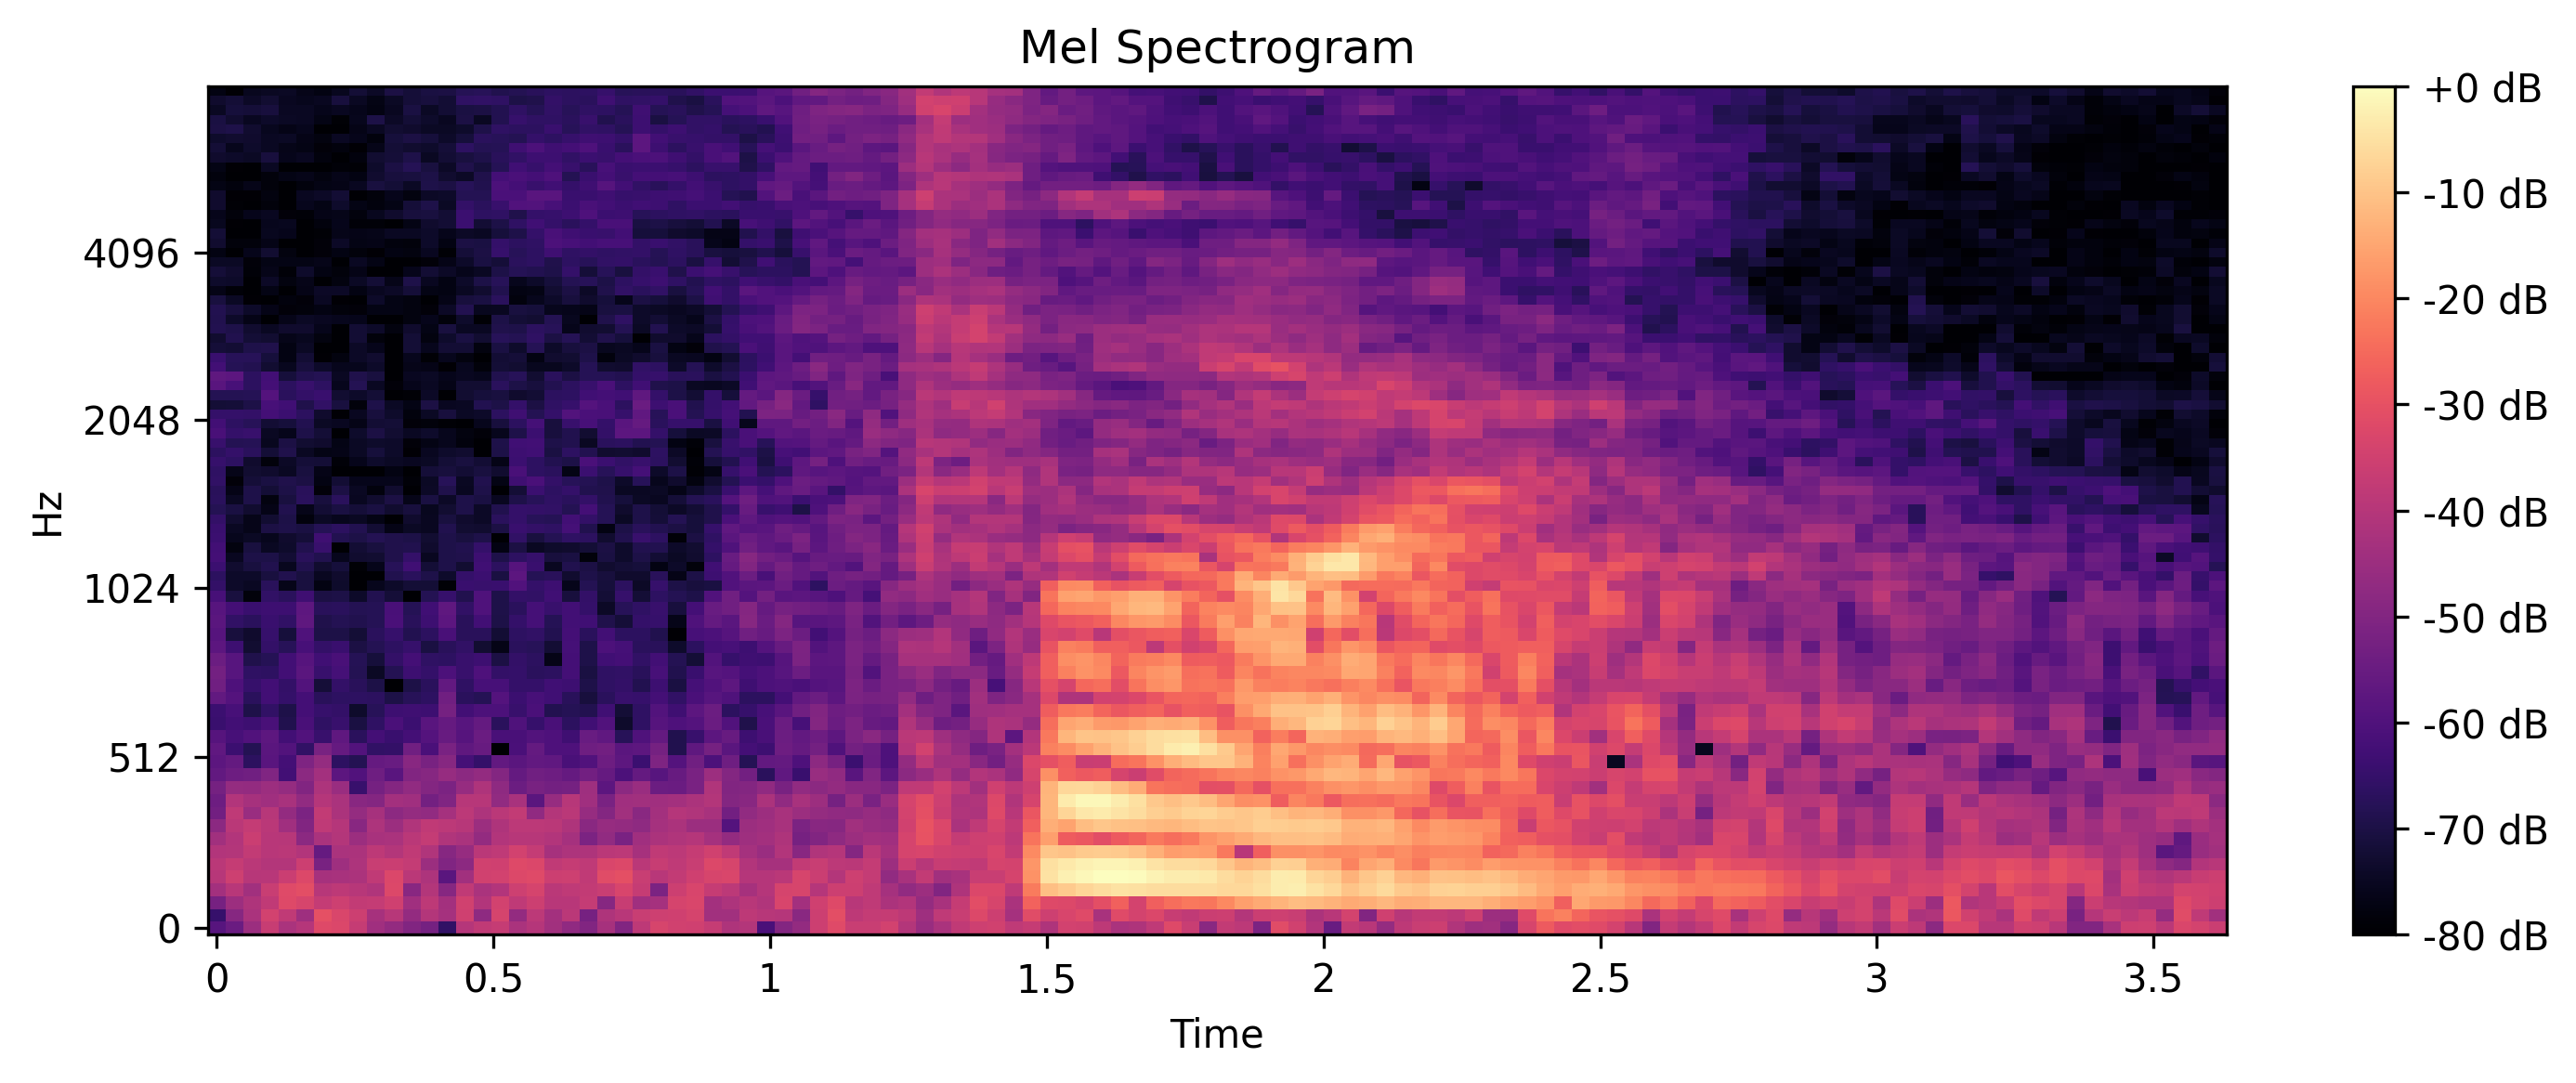 Mel Spectrogram
+0 dB
-10 dB
-20 dB
-30 dB
-40 dB
-50 dB
-60 dB
-70 dB
-80 dB
Hz
4096
2048
1024
512
0
0
0.5
1
1.5
2
2.5
3
3.5
Time